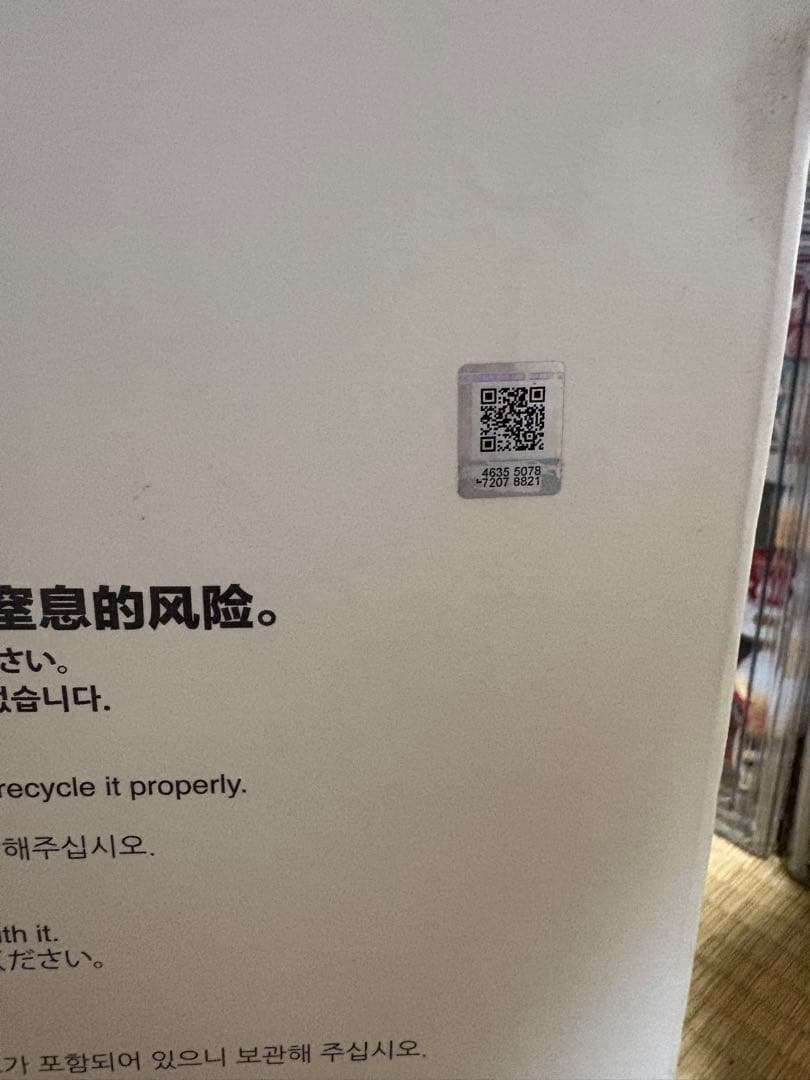 4635 5078
7207 8821
窒息的风险。
さい。
없습니다.
recycle it properly.
해주십시오.
ith it.
ください。
가 포함되어 있으니 보관해 주십시오.